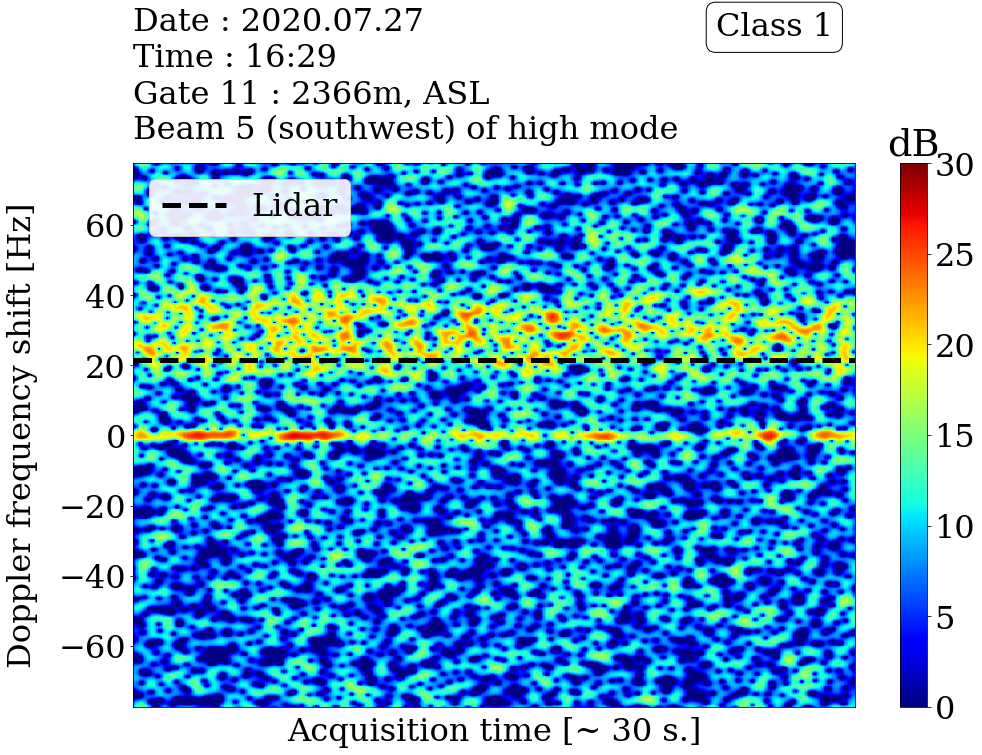 Date : 2020.07.27
Time : 16:29
Gate 11 : 2366m, ASL
Beam 5 (southwest) of high mode
Class 1
dB
Lidar
Doppler frequency shift [Hz]
60
40
20
0
−20
−40
−60
30
25
20
15
10
5
0
Acquisition time [~ 30 s.]